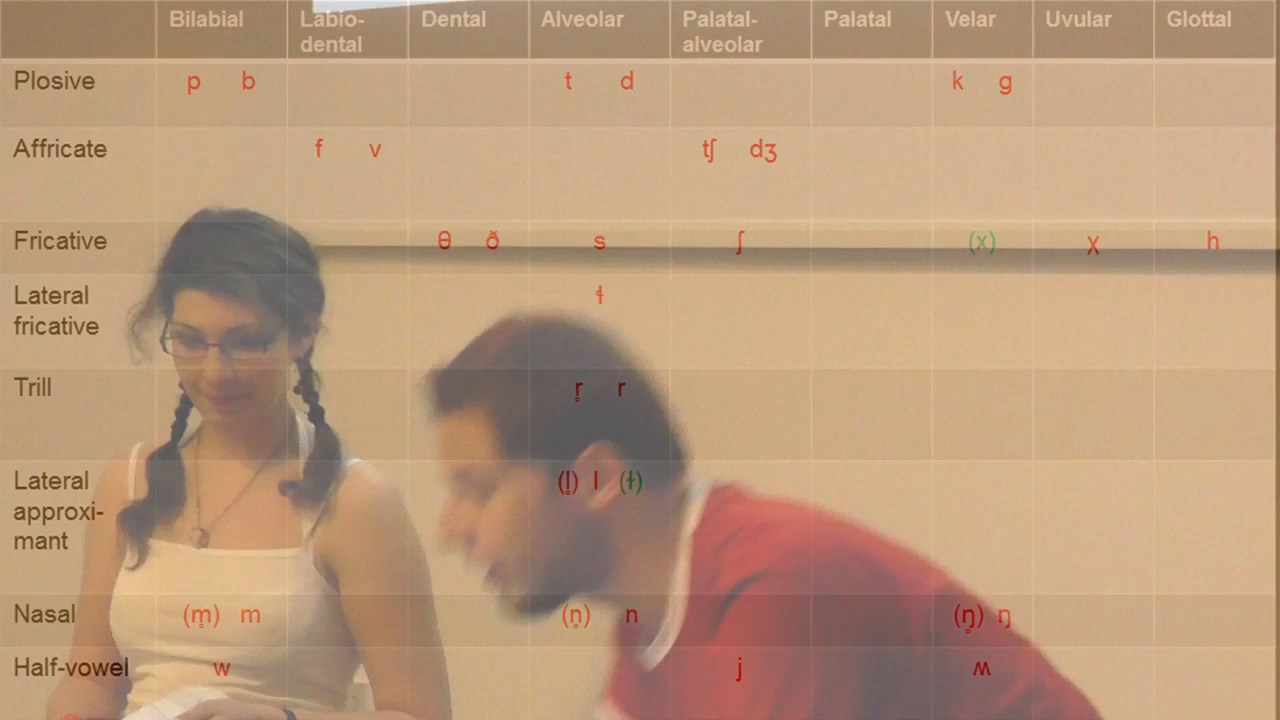 Bilabial Labio-dental Dental Alveolar Palatal-alveolar Palatal Velar Uvular Glottal
Plosive p b t d k g
Affricate f v tʃ dʒ
Fricative θ ð s ʃ (x) χ h
Lateral fricative ɬ
Trill r̥ r
Lateral approxi-mant (l̥) l (ɫ)
Nasal (m̥) m (n̥) n (ŋ̥) ŋ
Half-vowel w j ʍ